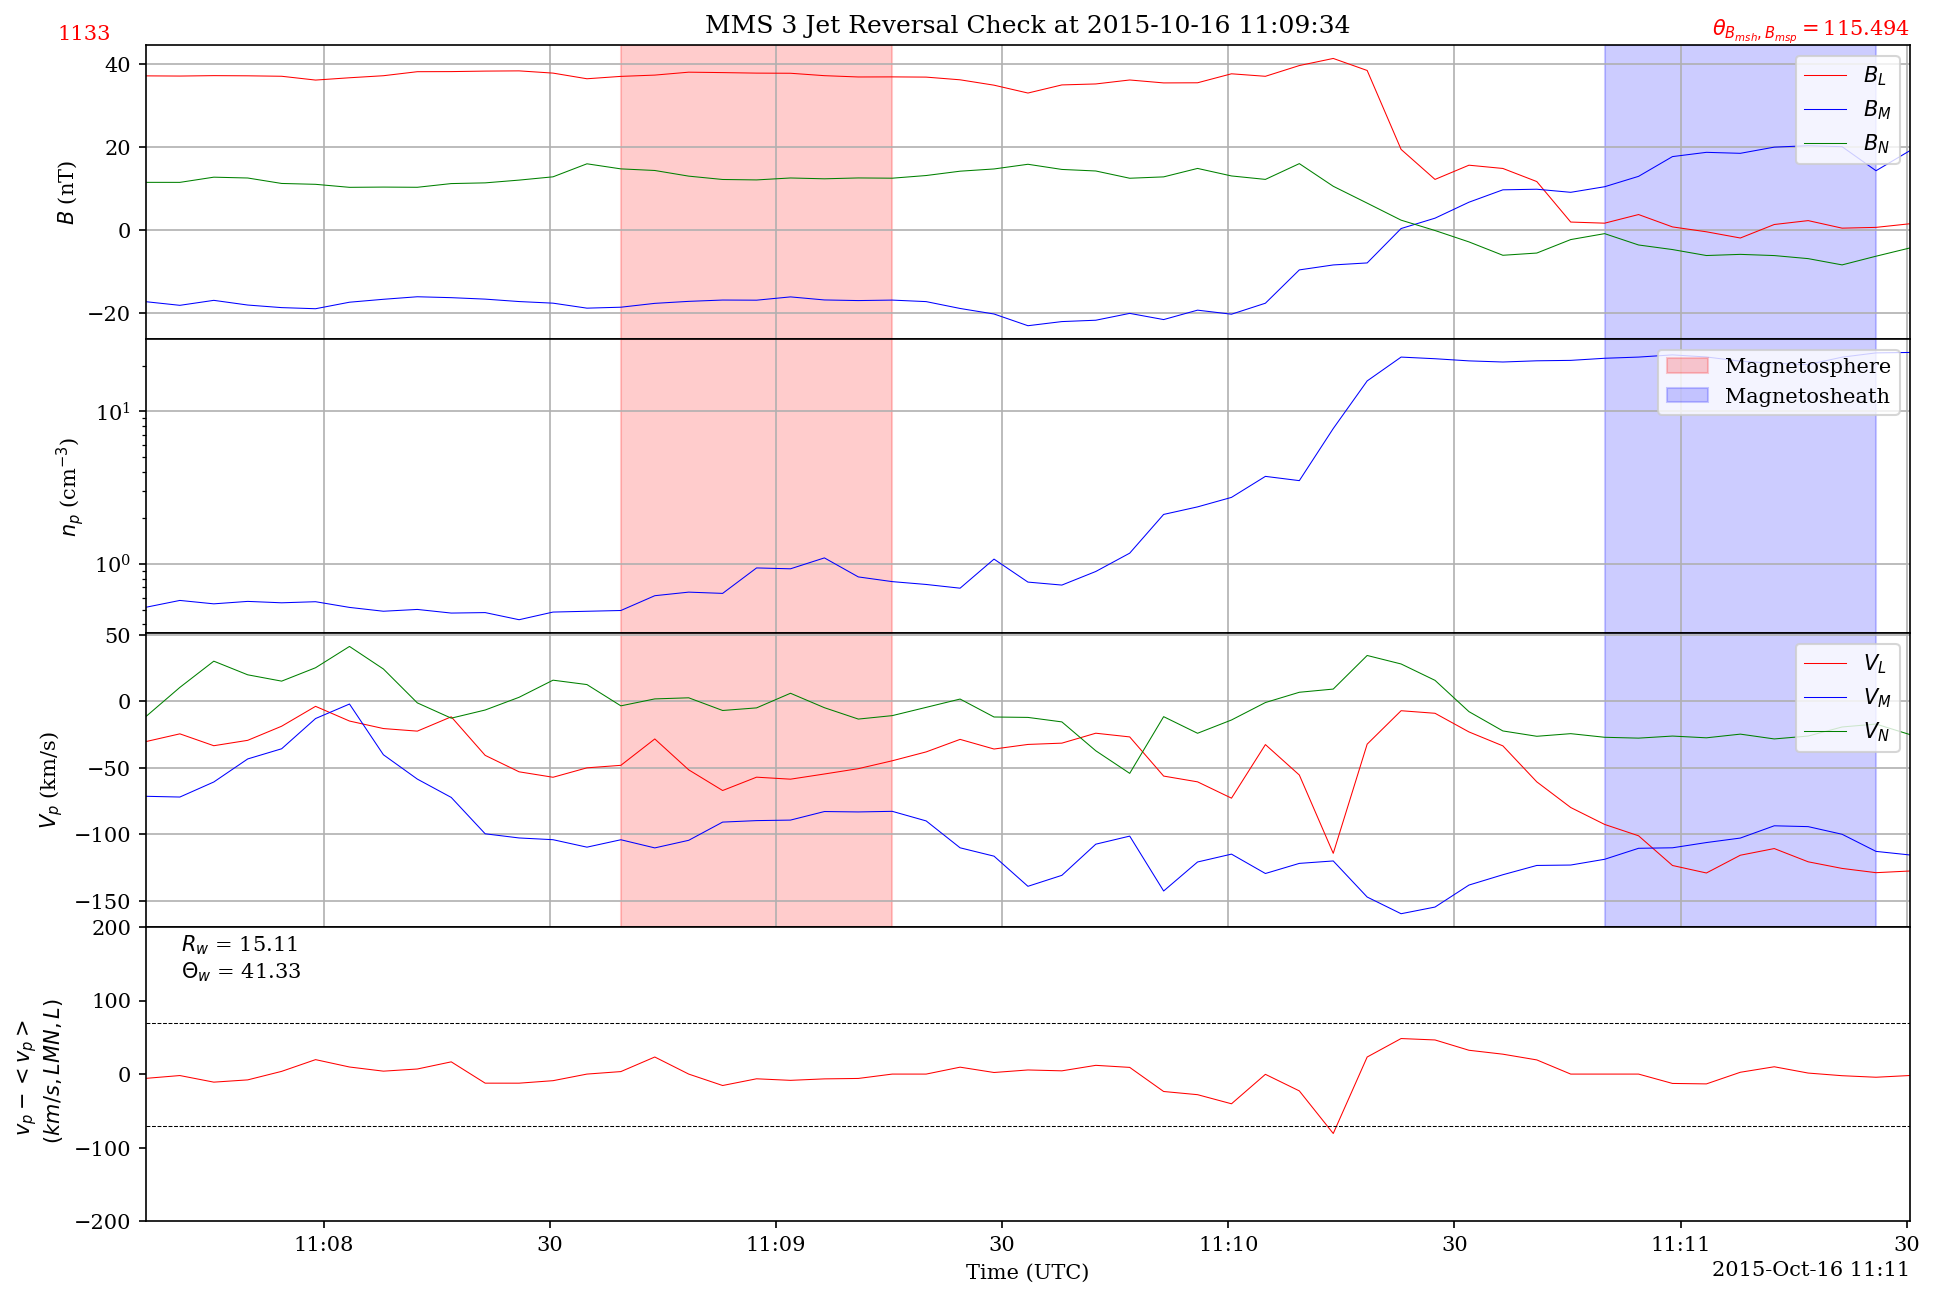 1133
MMS 3 Jet Reversal Check at 2015-10-16 11:09:34
θ_{B_{msh}, B_{msp}} = 115.494
40
20
0
−20
B (nT)
B_L
B_M
B_N
10^1
10^0
n_p (cm^{−3})
Magnetosphere
Magnetosheath
50
0
−50
−100
−150
V_p (km/s)
V_L
V_M
V_N
200
100
0
−100
−200
v_p − < v_p >
(km/s, LMN, L)
R_w = 15.11
Θ_w = 41.33
11:08
30
11:09
30
11:10
30
11:11
30
Time (UTC)
2015-Oct-16 11:11